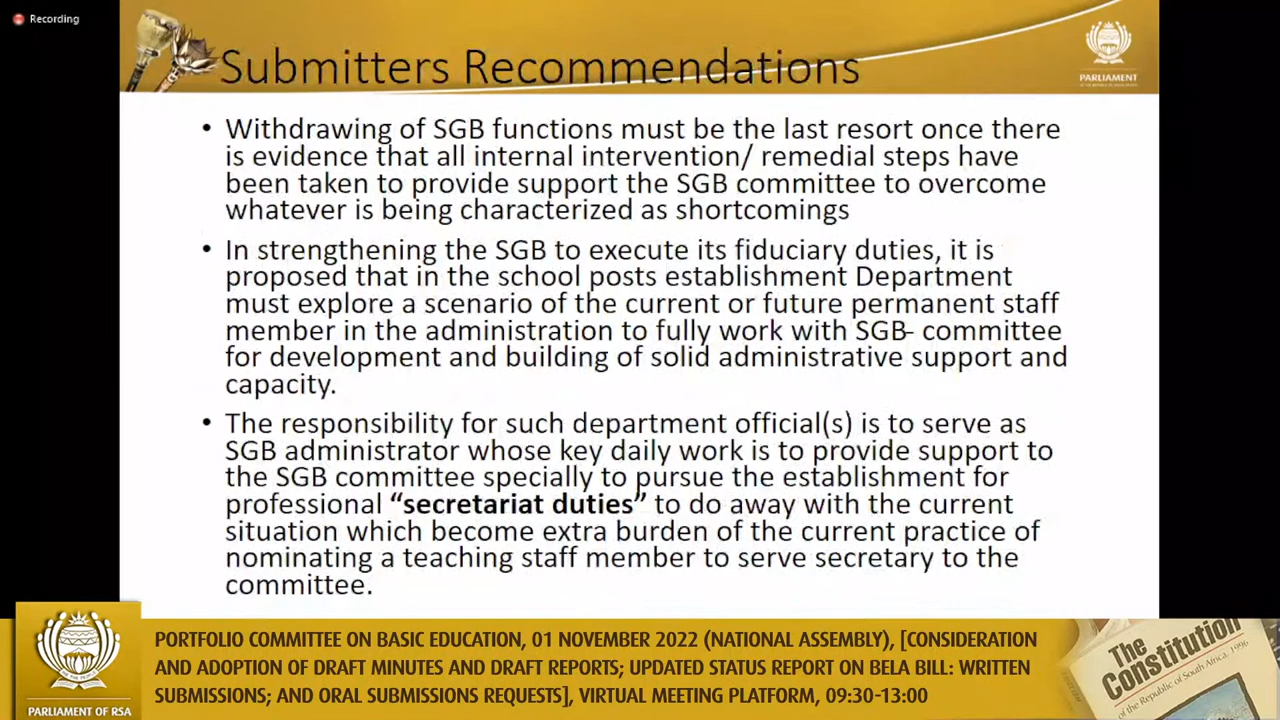 Recording
Submitters Recommendations
PARLIAMENT
• Withdrawing of SGB functions must be the last resort once there
is evidence that all internal intervention/ remedial steps have
been taken to provide support the SGB committee to overcome
whatever is being characterized as shortcomings
• In strengthening the SGB to execute its fiduciary duties, it is
proposed that in the school posts establishment Department
must explore a scenario of the current or future permanent staff
member in the administration to fully work with SGB- committee
for development and building of solid administrative support and
capacity.
• The responsibility for such department official(s) is to serve as
SGB administrator whose key daily work is to provide support to
the SGB committee specially to pursue the establishment for
professional “secretariat duties” to do away with the current
situation which become extra burden of the current practice of
nominating a teaching staff member to serve secretary to the
committee.
PORTFOLIO COMMITTEE ON BASIC EDUCATION, 01 NOVEMBER 2022 (NATIONAL ASSEMBLY), [CONSIDERATION
AND ADOPTION OF DRAFT MINUTES AND DRAFT REPORTS; UPDATED STATUS REPORT ON BELA BILL: WRITTEN
SUBMISSIONS; AND ORAL SUBMISSIONS REQUESTS], VIRTUAL MEETING PLATFORM, 09:30-13:00
PARLIAMENT OF RSA
The
Constitution
of the Republic of South Africa, 1996